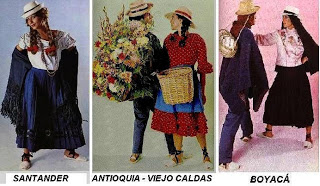 SANTANDER
ANTIOQUIA - VIEJO CALDAS
BOYACÁ